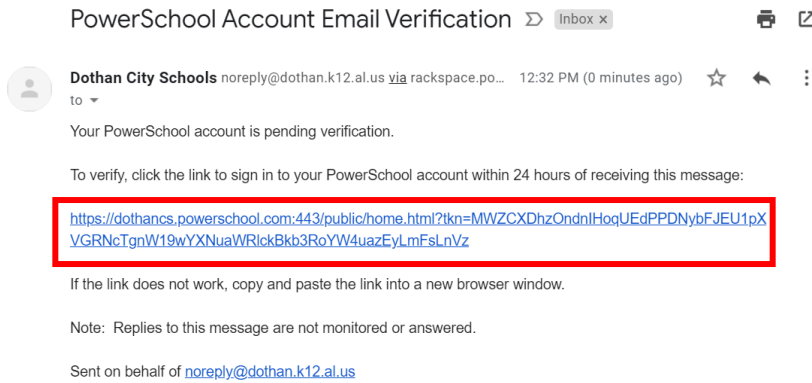 PowerSchool Account Email Verification Inbox ×
Dothan City Schools noreply@dothan.k12.al.us via rackspace.po... 12:32 PM (0 minutes ago)
to
Your PowerSchool account is pending verification.
To verify, click the link to sign in to your PowerSchool account within 24 hours of receiving this message:
https://dothancs.powerschool.com:443/public/home.html?tkn=MWZCXDhzOndnIHoqUEdPPDNybFJEU1pX
VGRNcTgnW19wYXNuaWRlckBkb3RoYW4uazEyLmFsLnVz
If the link does not work, copy and paste the link into a new browser window.
Note: Replies to this message are not monitored or answered.
Sent on behalf of noreply@dothan.k12.al.us